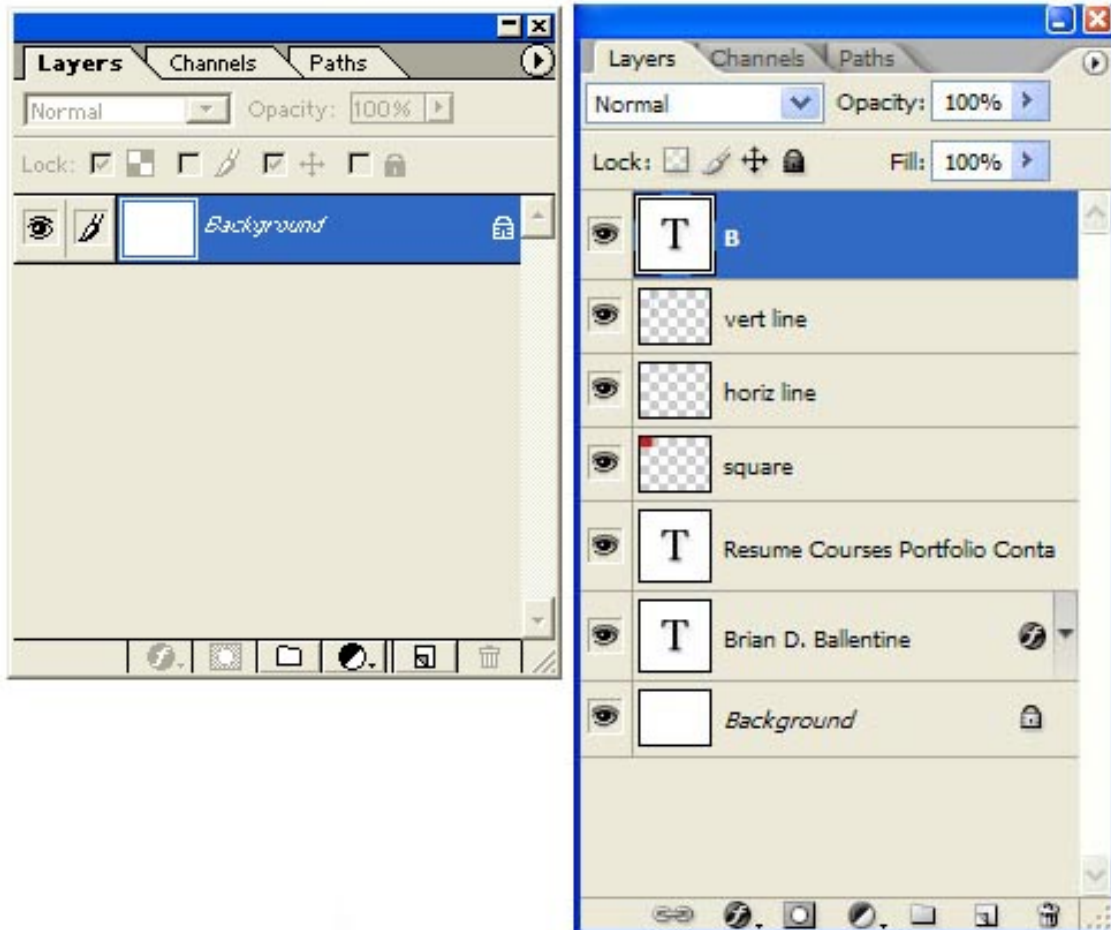 Layers Channels Paths
Normal Opacity: 100%
Lock:
Background
Layers Channels Paths
Normal Opacity: 100%
Lock: Fill: 100%
T B
vert line
horiz line
square
T Resume Courses Portfolio Conta
T Brian D. Ballentine
Background